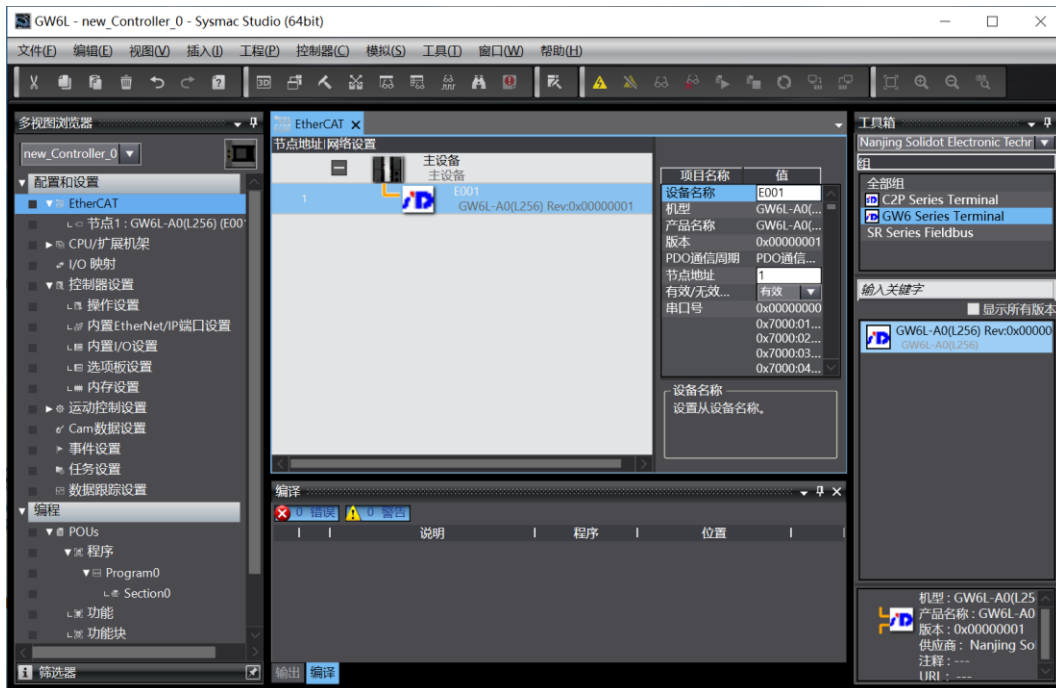 GW6L - new_Controller_0 - Sysmac Studio (64bit)
文件(F) 编辑(E) 视图(V) 插入(I) 工程(P) 控制器(C) 模拟(S) 工具(T) 窗口(W) 帮助(H)
多视图浏览器
new_Controller_0
配置和设置
EtherCAT
节点1 : GW6L-A0(L256) (E00
CPU/扩展机架
I/O 映射
控制器设置
操作设置
内置EtherNet/IP端口设置
内置I/O设置
选项板设置
内存设置
运动控制设置
Cam数据设置
事件设置
任务设置
数据跟踪设置
编程
POUs
程序
Program0
Section0
功能
功能块
筛选器
EtherCAT
节点地址|网络设置
主设备
主设备
1
E001
GW6L-A0(L256) Rev:0x00000001
项目名称 值
设备名称 E001
机型 GW6L-A0(...
产品名称 GW6L-A0(...
版本 0x00000001
PDO通信周期 PDO通信...
节点地址 1
有效/无效... 有效
串口号 0x00000000
0x7000:01...
0x7000:02...
0x7000:03...
0x7000:04...
设备名称
设置从设备名称。
编译
0 错误 0 警告
说明 程序 位置
输出 编译
工具箱
Nanjing Solidot Electronic Techr
组
全部组
C2P Series Terminal
GW6 Series Terminal
SR Series Fieldbus
输入关键字
显示所有版本
GW6L-A0(L256) Rev:0x00000
GW6L-A0(L256)
机型 : GW6L-A0(L25
产品名称 : GW6L-A0
版本 : 0x00000001
供应商 : Nanjing So
注释 : ---
URL : ---